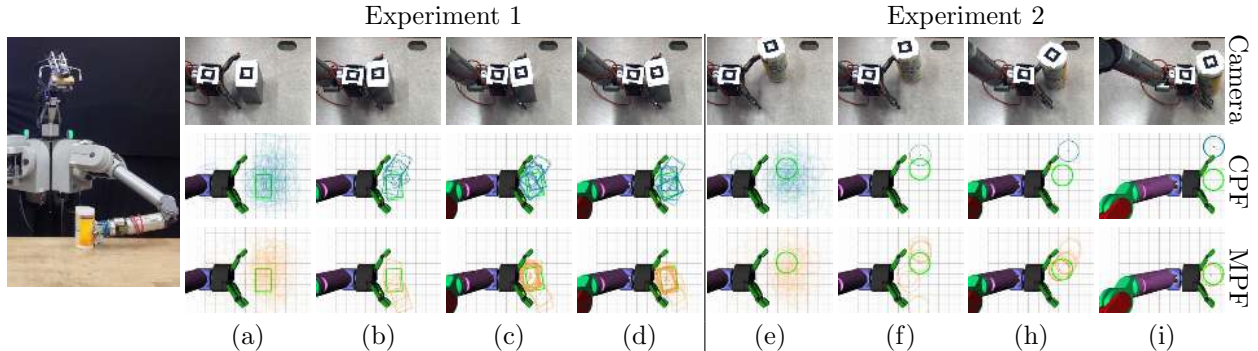 Experiment 1
Experiment 2
Camera
CPF
MPF
(a)
(b)
(c)
(d)
(e)
(f)
(h)
(i)